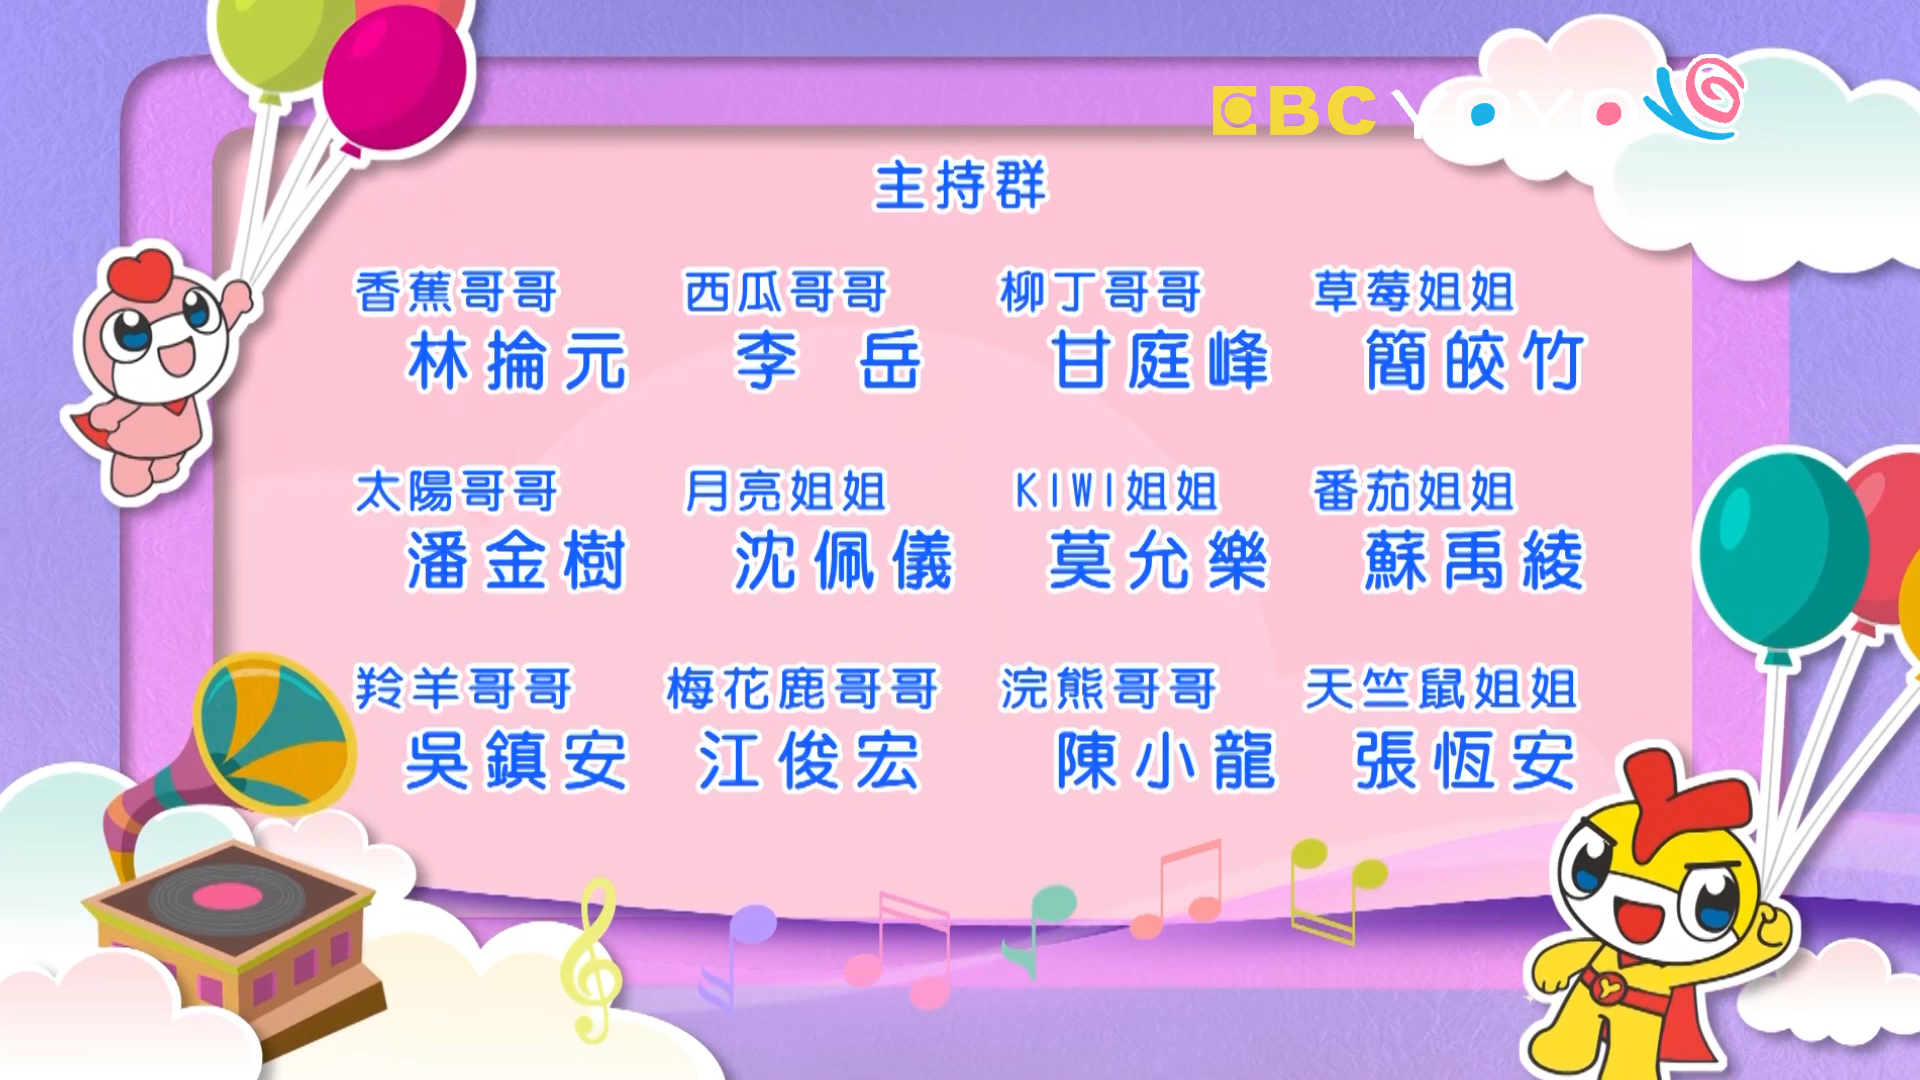 EBC YOYO
主持群
香蕉哥哥 西瓜哥哥 柳丁哥哥 草莓姐姐
林掄元 李 岳 甘庭峰 簡皎竹
太陽哥哥 月亮姐姐 KIWI姐姐 番茄姐姐
潘金樹 沈佩儀 莫允樂 蘇禹綾
羚羊哥哥 梅花鹿哥哥 浣熊哥哥 天竺鼠姐姐
吳鎮安 江俊宏 陳小龍 張恆安